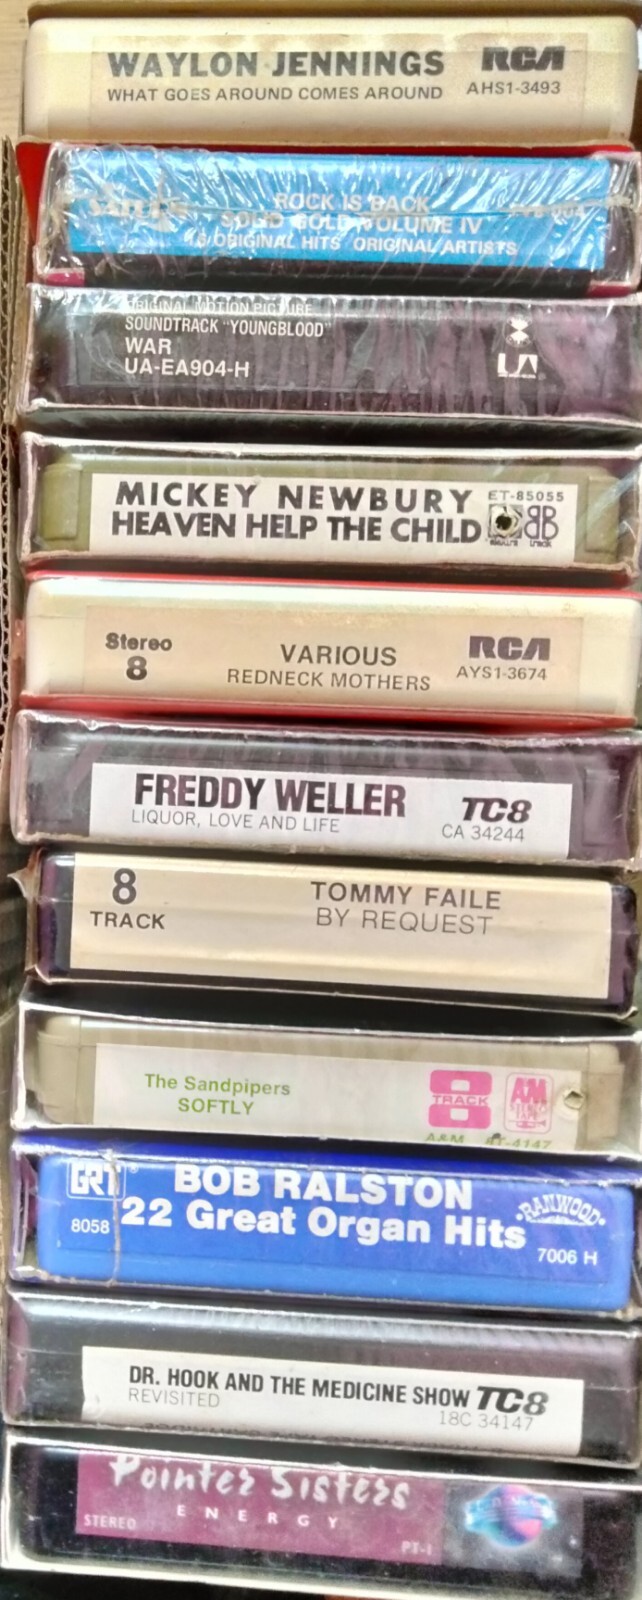 WAYLON JENNINGS
RCA
WHAT GOES AROUND COMES AROUND
AHS1-3493
ROCK IS BACK
SOLID GOLD VOLUME IV
16 ORIGINAL HITS ORIGINAL ARTISTS
ORIGINAL MOTION PICTURE
SOUNDTRACK "YOUNGBLOOD"
WAR
UA-EA904-H
UA
MICKEY NEWBURY
ET-85055
HEAVEN HELP THE CHILD
Stereo
8
VARIOUS
REDNECK MOTHERS
RCA
AYS1-3674
FREDDY WELLER
LIQUOR, LOVE AND LIFE
TC8
CA 34244
8
TRACK
TOMMY FAILE
BY REQUEST
The Sandpipers
SOFTLY
8
TRACK
A&M
A&M 8T-4147
GRT
BOB RALSTON
22 Great Organ Hits
8058
RANWOOD
7006 H
DR. HOOK AND THE MEDICINE SHOW TC8
REVISITED
18C 34147
Pointer Sisters
ENERGY
STEREO
PT-1